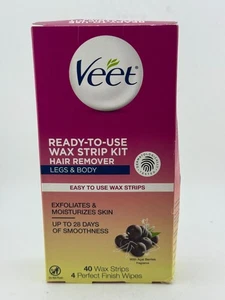 Veet
READY-TO-USE
WAX STRIP KIT
HAIR REMOVER
LEGS & BODY
EASY TO USE WAX STRIPS
EXFOLIATES &
MOISTURIZES SKIN
UP TO 28 DAYS
OF SMOOTHNESS
40 Wax Strips
4 Perfect Finish Wipes